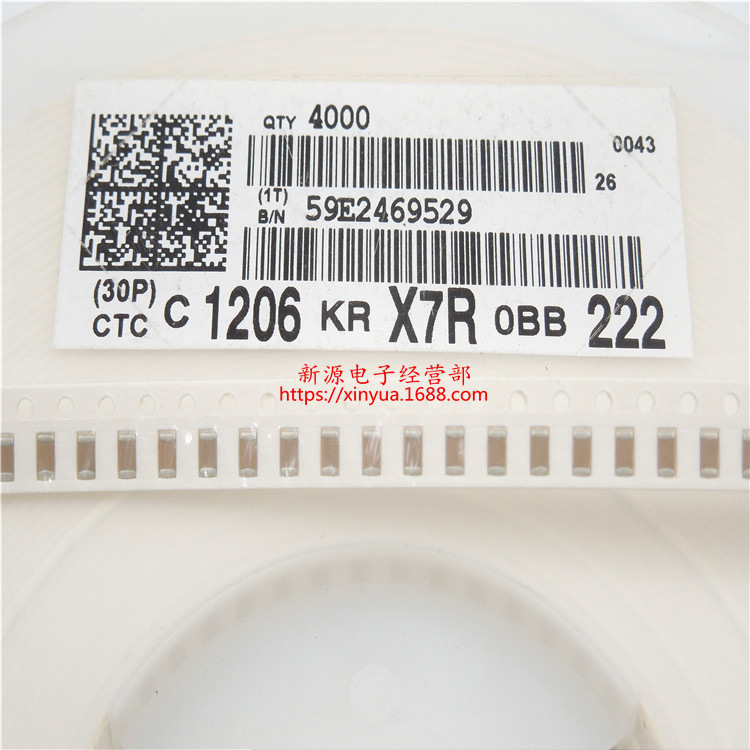 QTY 4000
0043
26
(1T)
B/N 59E2469529
(30P)
CTC C 1206 KR X7R 0BB 222
新源电子经营部
https://xinyua.1688.com